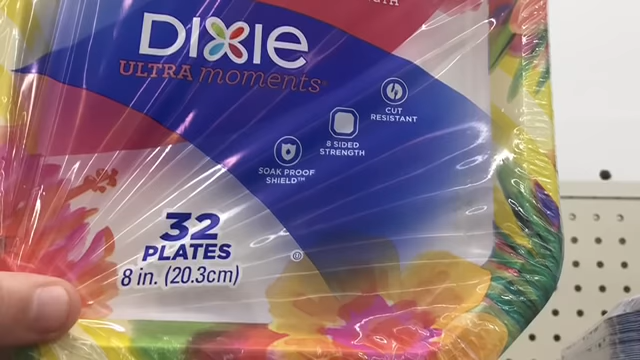 DIXIE
ULTRA moments®
CUT
RESISTANT
8 SIDED
STRENGTH
SOAK PROOF
SHIELD™
32
PLATES
8 in. (20.3cm)